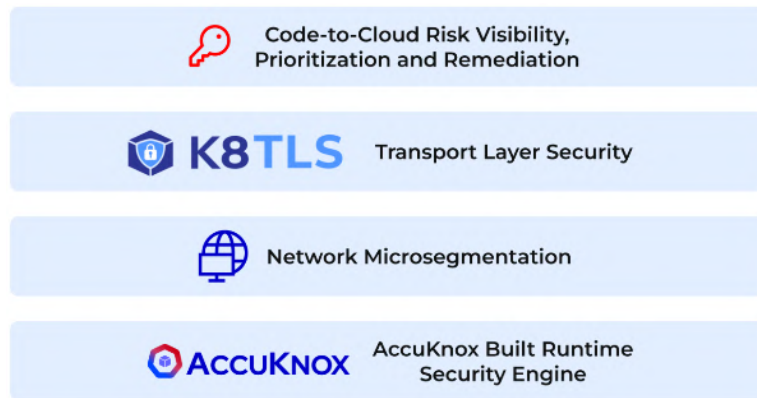 Code-to-Cloud Risk Visibility,
Prioritization and Remediation
K8TLS Transport Layer Security
Network Microsegmentation
ACCUKNOX AccuKnox Built Runtime
Security Engine